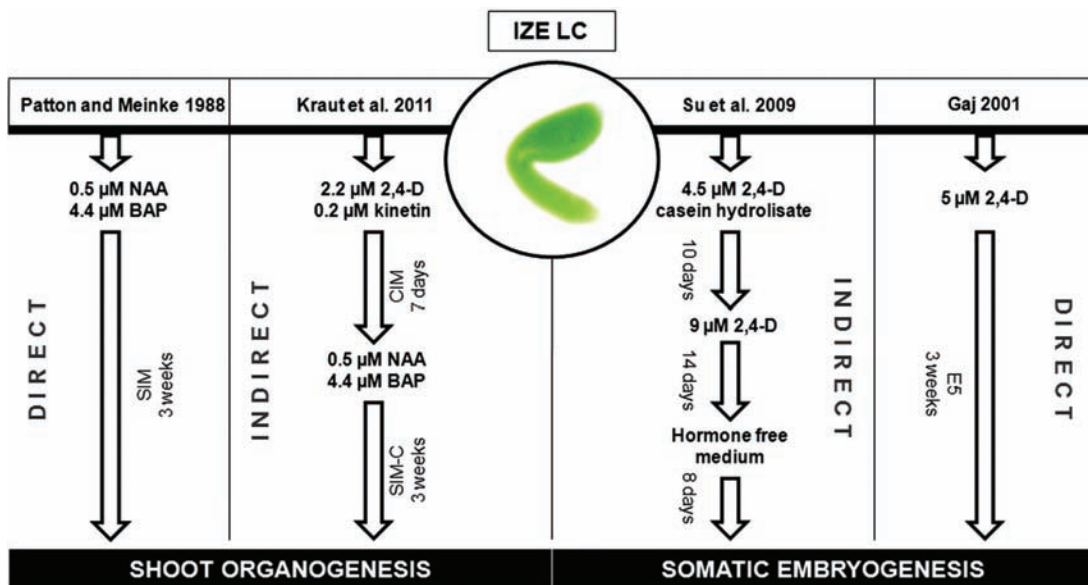 IZE LC
Patton and Meinke 1988
Kraut et al. 2011
Su et al. 2009
Gaj 2001
0.5 µM NAA
4.4 µM BAP
2.2 µM 2,4-D
0.2 µM kinetin
4.5 µM 2,4-D
casein hydrolisate
5 µM 2,4-D
DIRECT
SIM
3 weeks
INDIRECT
CIM
7 days
0.5 µM NAA
4.4 µM BAP
SIM-C
3 weeks
10 days
9 µM 2,4-D
14 days
Hormone free
medium
8 days
INDIRECT
E5
3 weeks
DIRECT
SHOOT ORGANOGENESIS
SOMATIC EMBRYOGENESIS